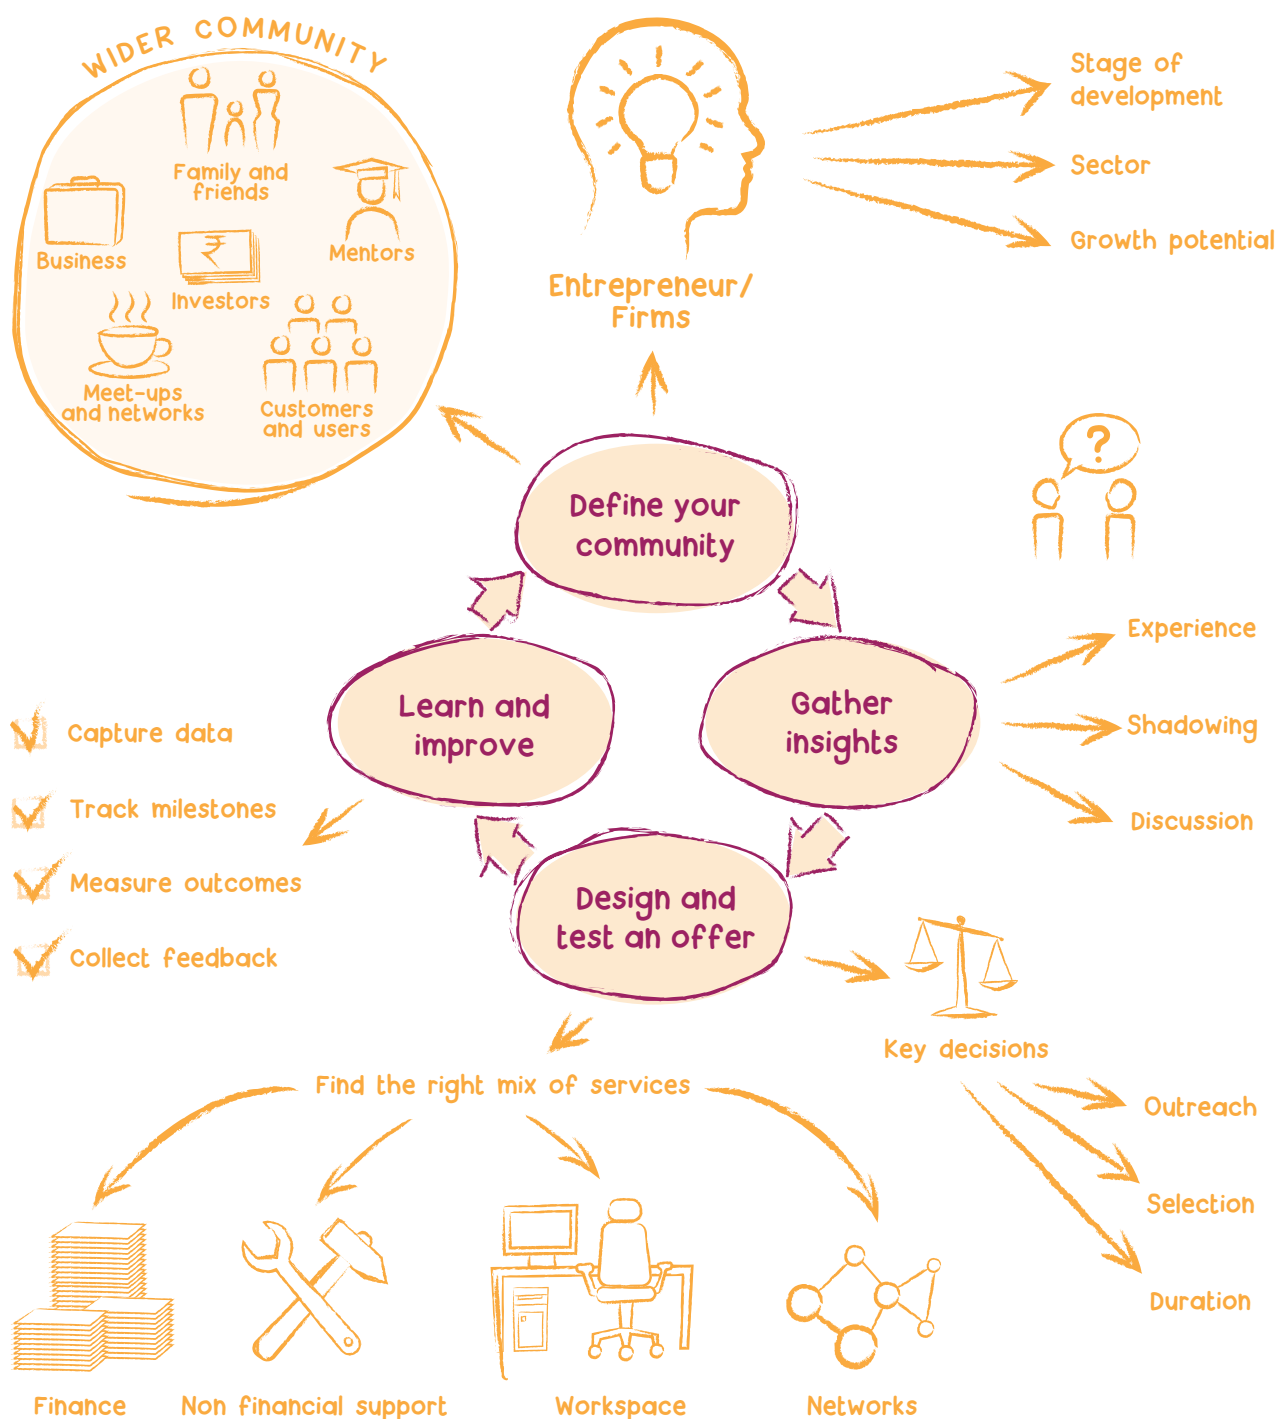 WIDER COMMUNITY
Family and
friends
Business
Mentors
₹
Investors
Meet-ups
and networks
Customers
and users
Entrepreneur/
Firms
Stage of
development
Sector
Growth potential
Define your
community
?
Gather
insights
Experience
Shadowing
Discussion
Learn and
improve
Capture data
Track milestones
Measure outcomes
Collect feedback
Design and
test an offer
Key decisions
Outreach
Selection
Duration
Find the right mix of services
Finance
Non financial support
Workspace
Networks